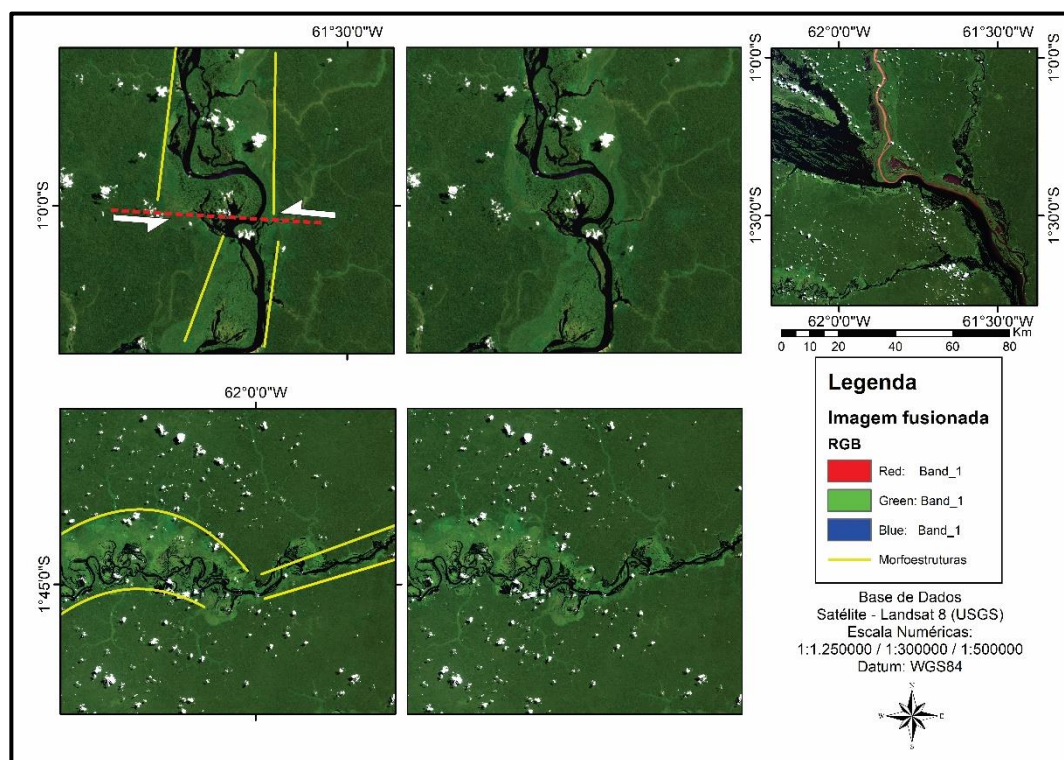 61°30'0"W
62°0'0"W 61°30'0"W
1°0'0"S
1°0'0"S
1°0'0"S
1°30'0"S
1°30'0"S
62°0'0"W 61°30'0"W
Km
0 10 20 40 60 80
62°0'0"W
1°45'0"S
Legenda
Imagem fusionada
RGB
Red: Band_1
Green: Band_1
Blue: Band_1
Morfoestruturas
Base de Dados
Satélite - Landsat 8 (USGS)
Escala Numéricas:
1:1.250000 / 1:300000 / 1:500000
Datum: WGS84
N
W E
S